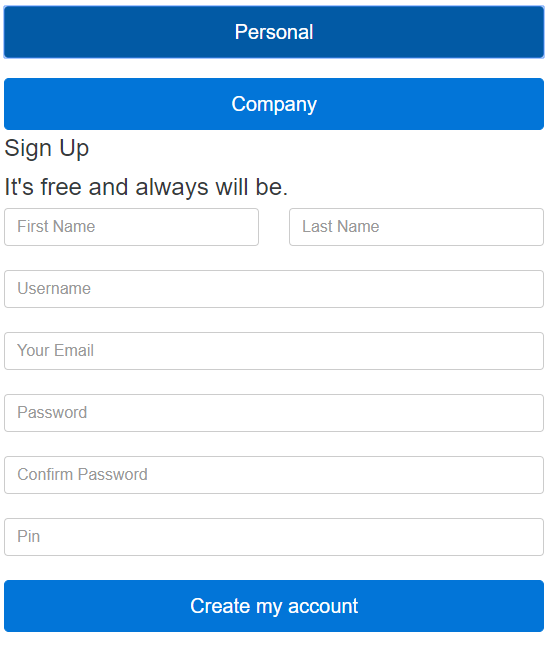 Personal
Company
Sign Up
It's free and always will be.
First Name Last Name
Username
Your Email
Password
Confirm Password
Pin
Create my account